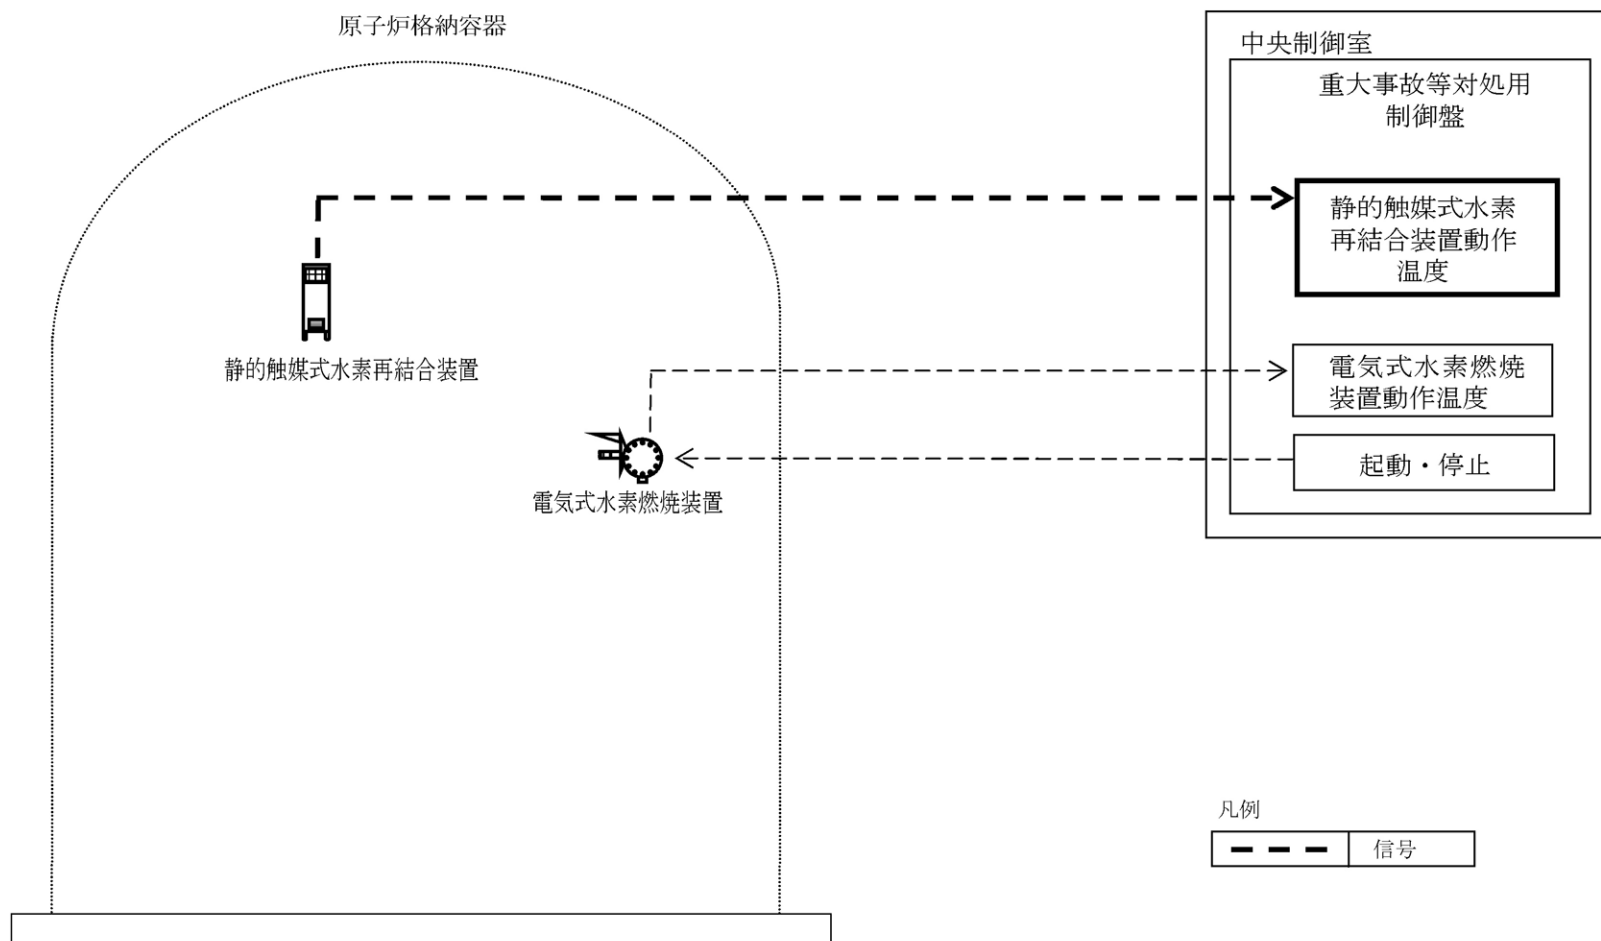 原子炉格納容器
中央制御室
重大事故等対処用
制御盤
静的触媒式水素
再結合装置動作
温度
静的触媒式水素再結合装置
電気式水素燃焼
装置動作温度
起動・停止
電気式水素燃焼装置
凡例
信号